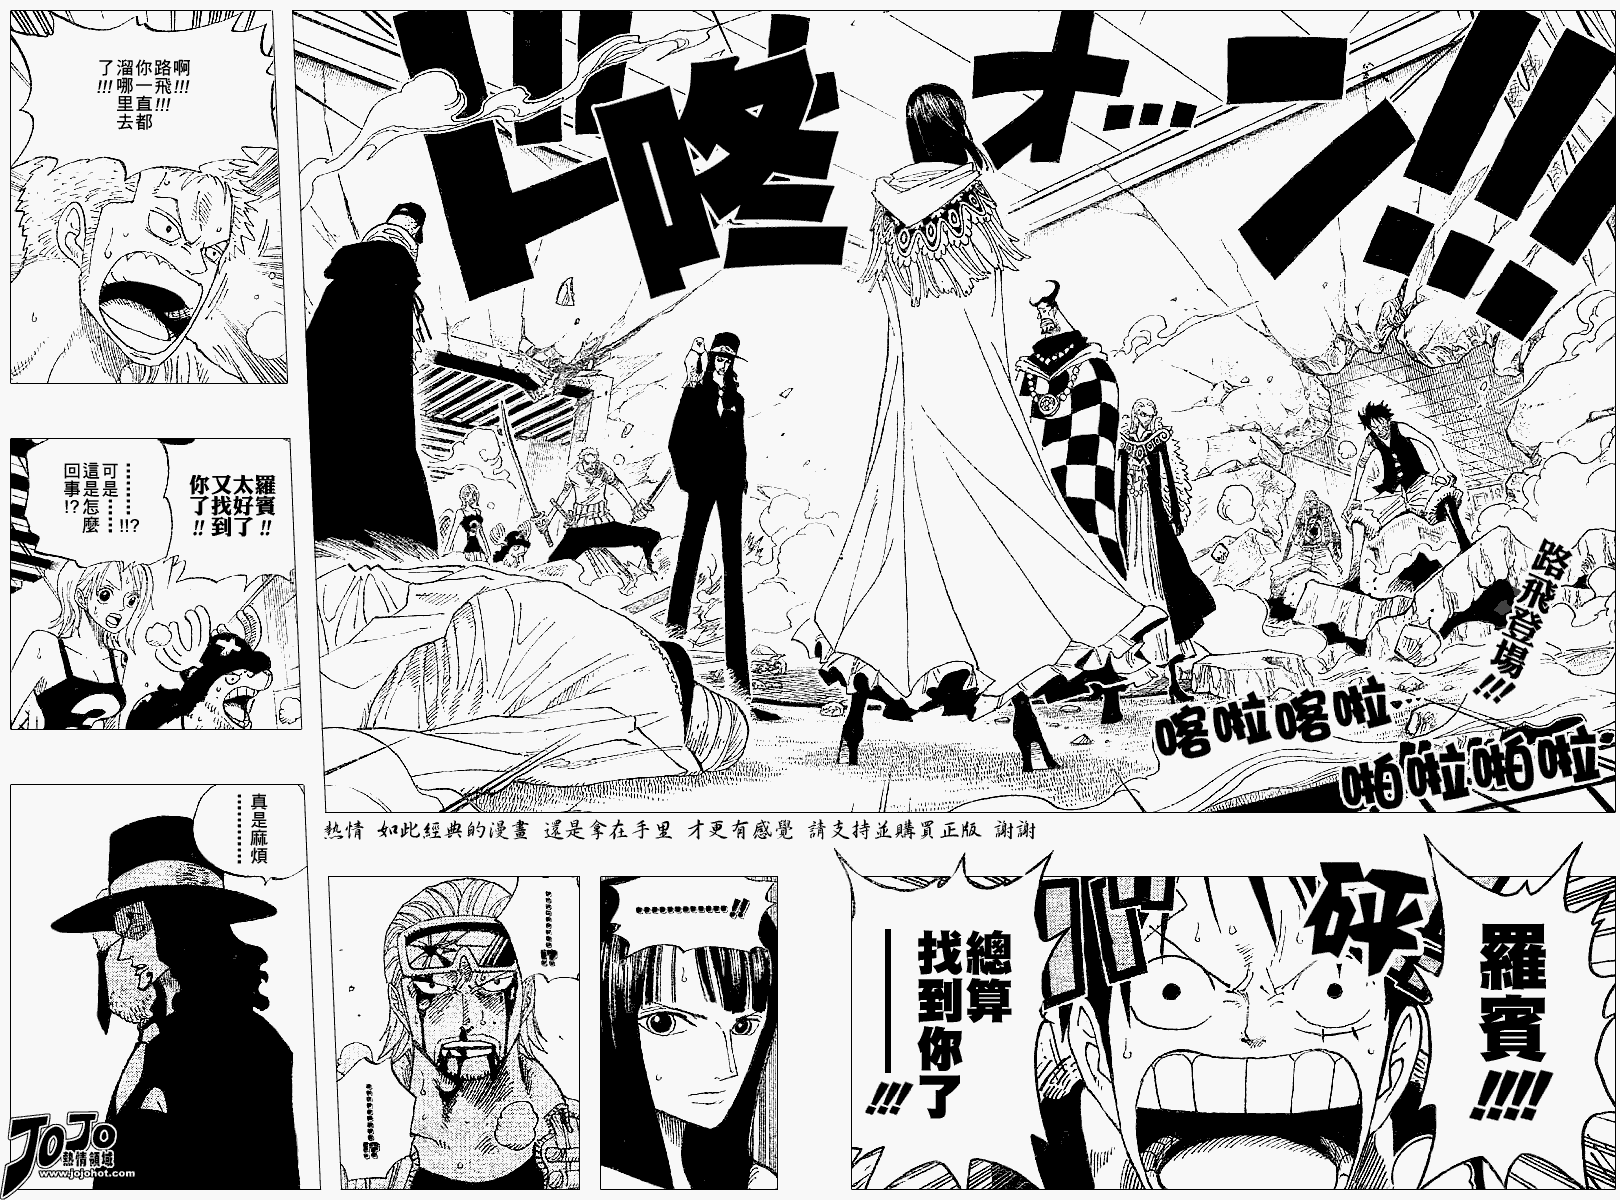 ドオッ…ン!!!
咚
路飛登場!!!
喀啦喀啦
啪啦啪啦
羅賓!!!!
砰
總算
找到你了
——!!!
…………!!
…………!?
…………!?
啊
路飛!!!
你一直都
溜哪里去
了!!!
羅賓!!
太好了
又找到
你了!!
…………!!?
可是……
這是怎麼
回事!?
真是麻煩
…………
熱情 如此經典的漫畫 還是拿在手里 才更有感覺 請支持並購買正版 謝謝
JOJO
熱情領域
www.jojohot.com